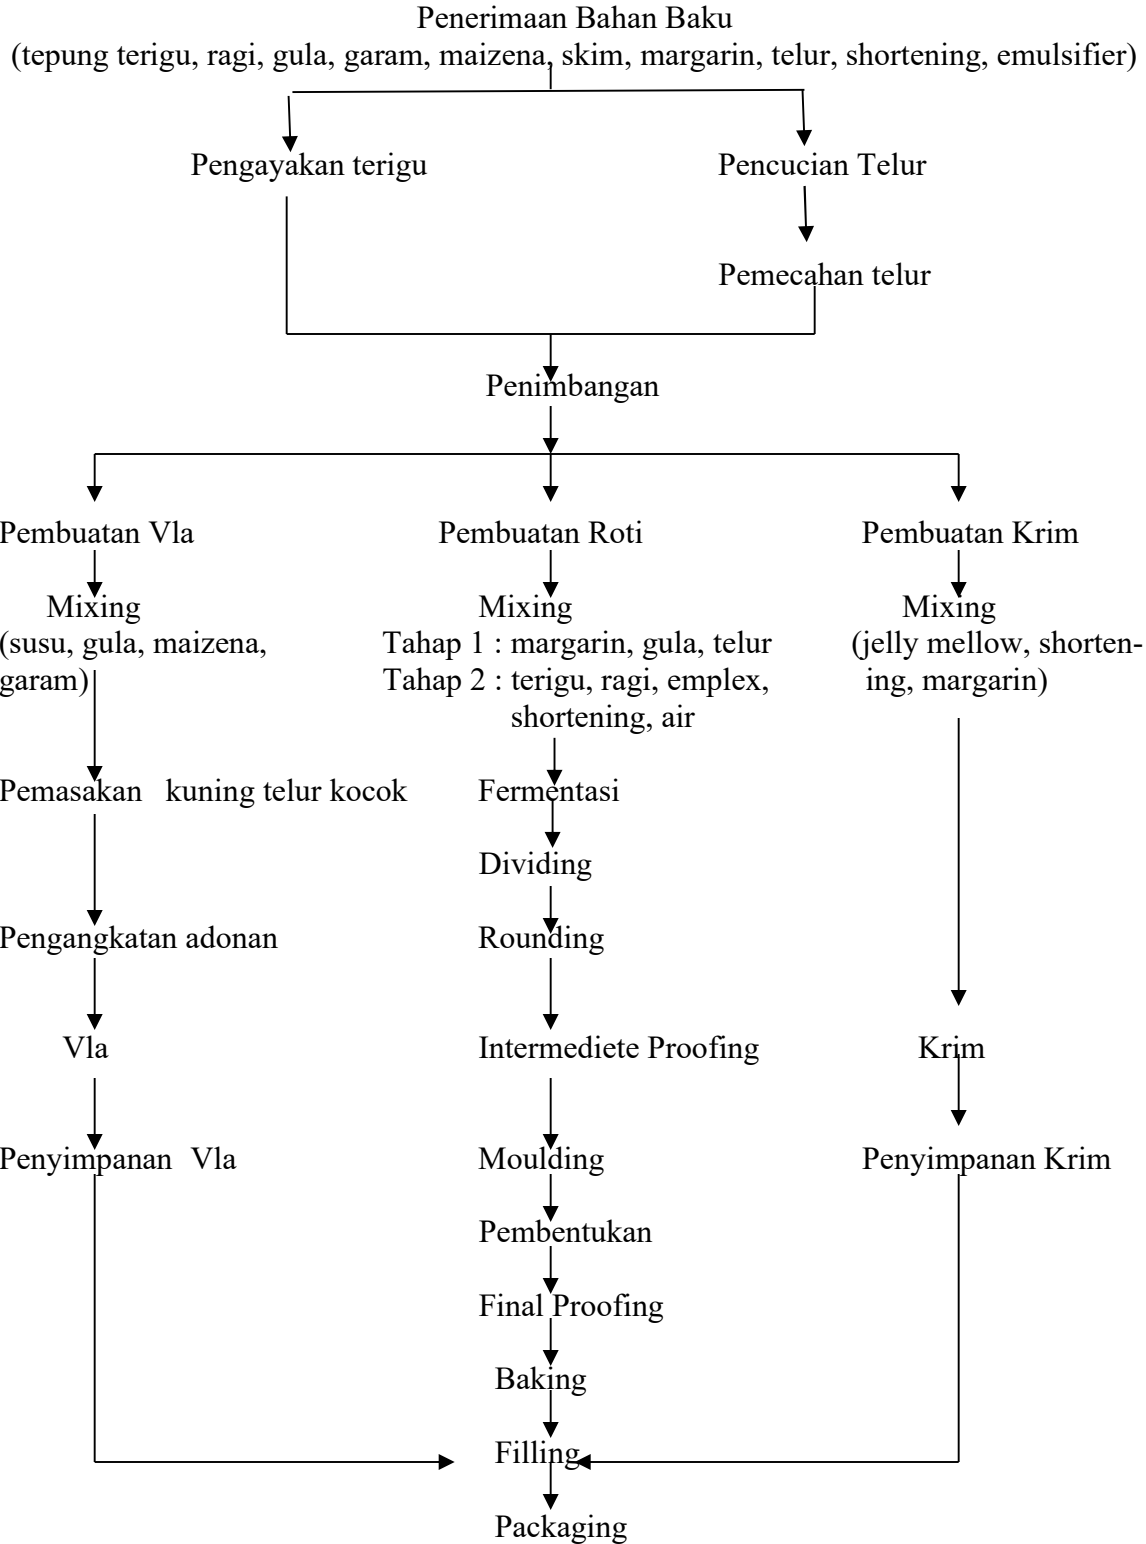 Penerimaan Bahan Baku
(tepung terigu, ragi, gula, garam, maizena, skim, margarin, telur, shortening, emulsifier)
Pengayakan terigu
Pencucian Telur
Pemecahan telur
Penimbangan
Pembuatan Vla
Pembuatan Roti
Pembuatan Krim
Mixing
Mixing
Mixing
(susu, gula, maizena,
Tahap 1 : margarin, gula, telur
(jelly mellow, shorten-
garam)
Tahap 2 : terigu, ragi, emplex,
ing, margarin)
shortening, air
Pemasakan kuning telur kocok
Fermentasi
Dividing
Pengangkatan adonan
Rounding
Vla
Intermediete Proofing
Krim
Penyimpanan Vla
Moulding
Penyimpanan Krim
Pembentukan
Final Proofing
Baking
Filling
Packaging